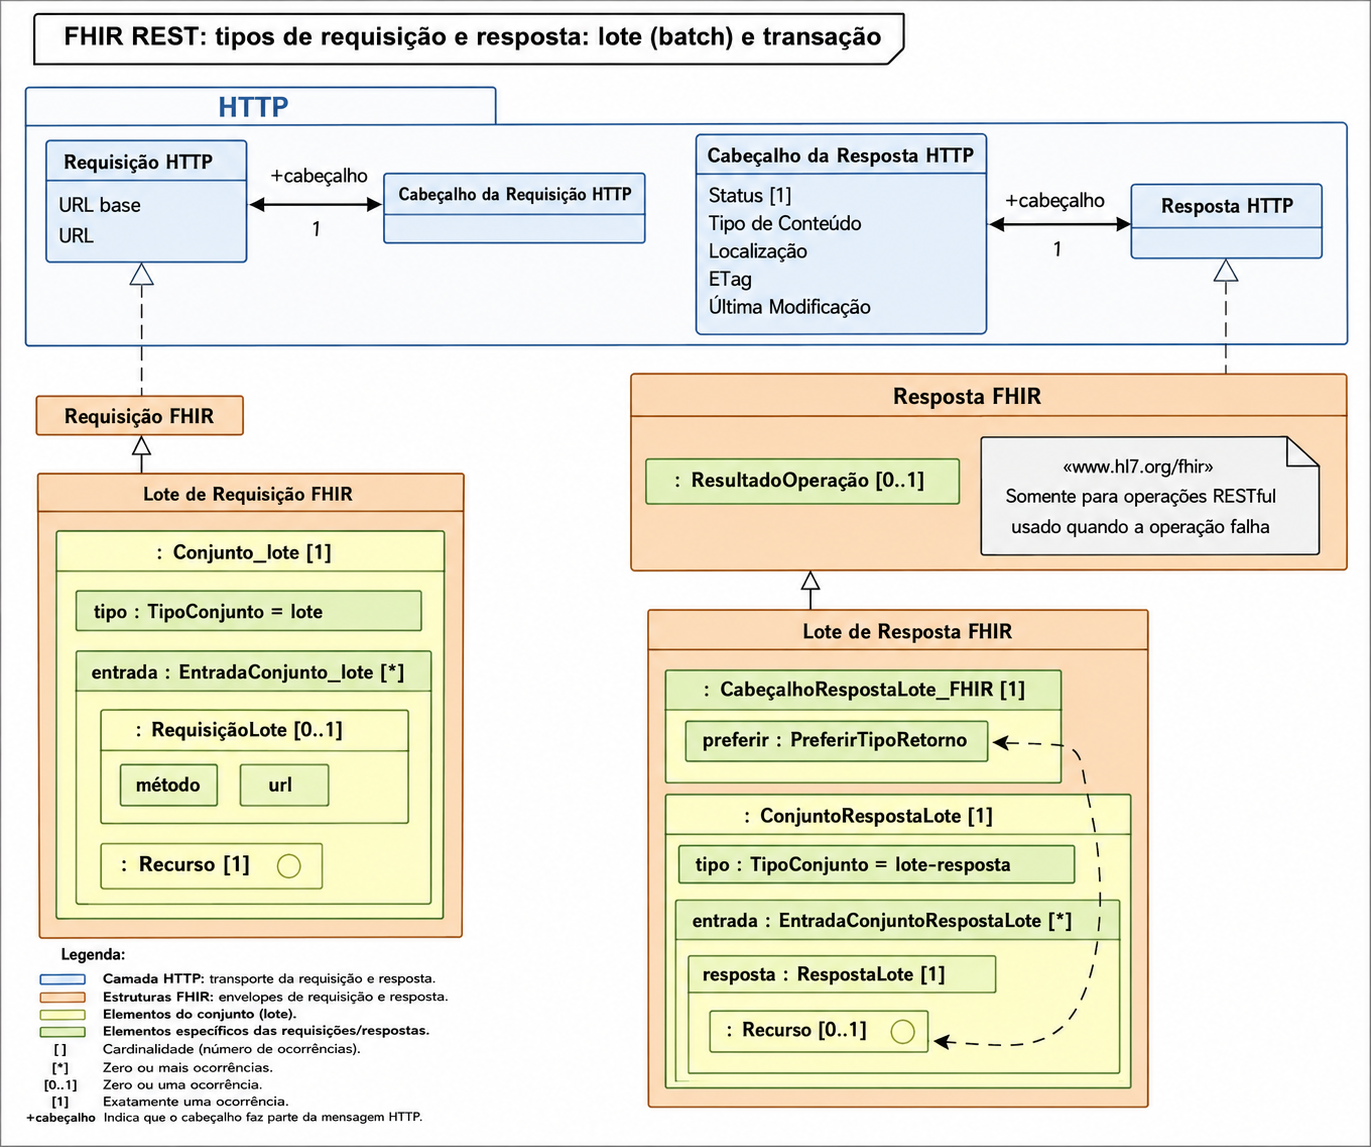 FHIR REST: tipos de requisição e resposta: lote (batch) e transação
HTTP
Requisição HTTP
URL base
URL
+cabeçalho
1
Cabeçalho da Requisição HTTP
Cabeçalho da Resposta HTTP
Status [1]
Tipo de Conteúdo
Localização
ETag
Última Modificação
+cabeçalho
1
Resposta HTTP
Requisição FHIR
Lote de Requisição FHIR
: Conjunto_lote [1]
tipo : TipoConjunto = lote
entrada : EntradaConjunto_lote [*]
: RequisiçãoLote [0..1]
método
url
: Recurso [1]
Resposta FHIR
: ResultadoOperação [0..1]
«www.hl7.org/fhir»
Somente para operações RESTful
usado quando a operação falha
Lote de Resposta FHIR
: CabeçalhoRespostaLote_FHIR [1]
preferir : PreferirTipoRetorno
: ConjuntoRespostaLote [1]
tipo : TipoConjunto = lote-resposta
entrada : EntradaConjuntoRespostaLote [*]
resposta : RespostaLote [1]
: Recurso [0..1]
Legenda:
Camada HTTP: transporte da requisição e resposta.
Estruturas FHIR: envelopes de requisição e resposta.
Elementos do conjunto (lote).
Elementos específicos das requisições/respostas.
[ ] Cardinalidade (número de ocorrências).
[*] Zero ou mais ocorrências.
[0..1] Zero ou uma ocorrência.
[1] Exatamente uma ocorrência.
+cabeçalho Indica que o cabeçalho faz parte da mensagem HTTP.